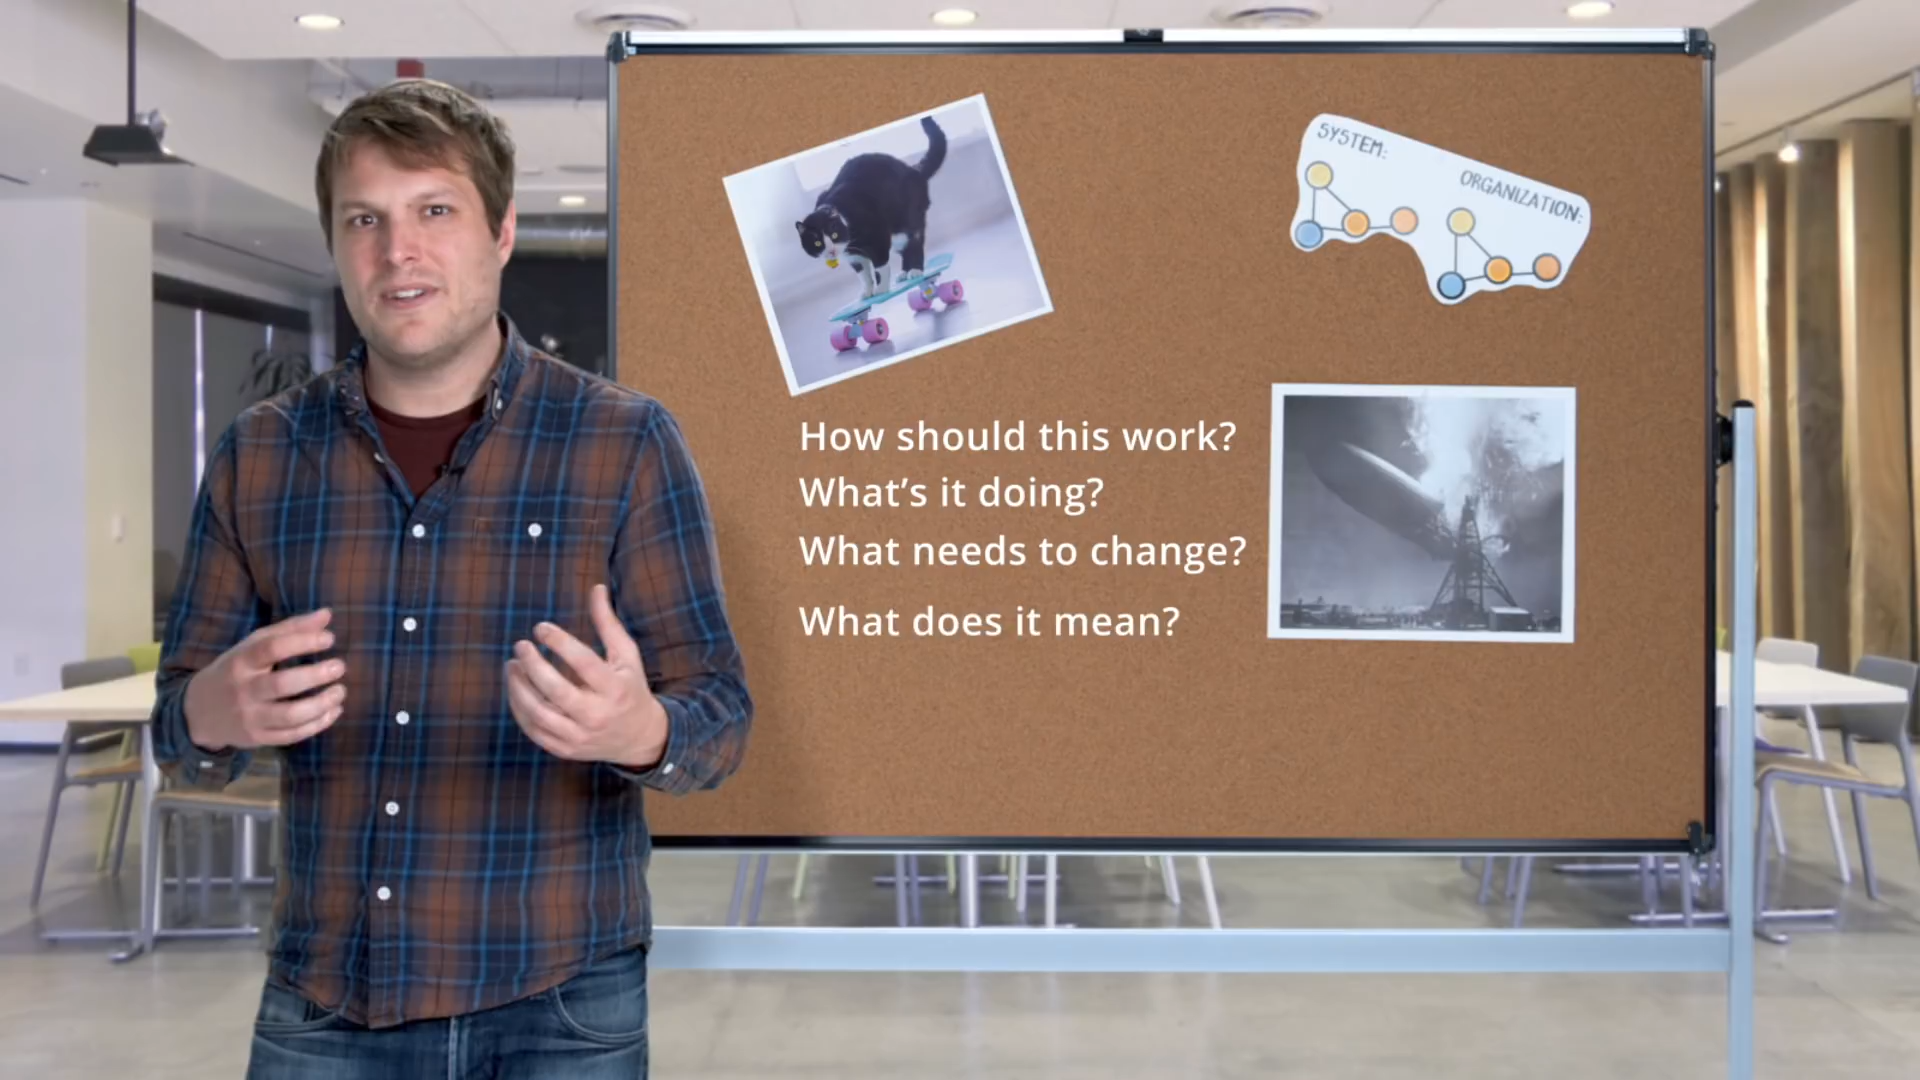 SYSTEM:
ORGANIZATION:
How should this work?
What's it doing?
What needs to change?
What does it mean?